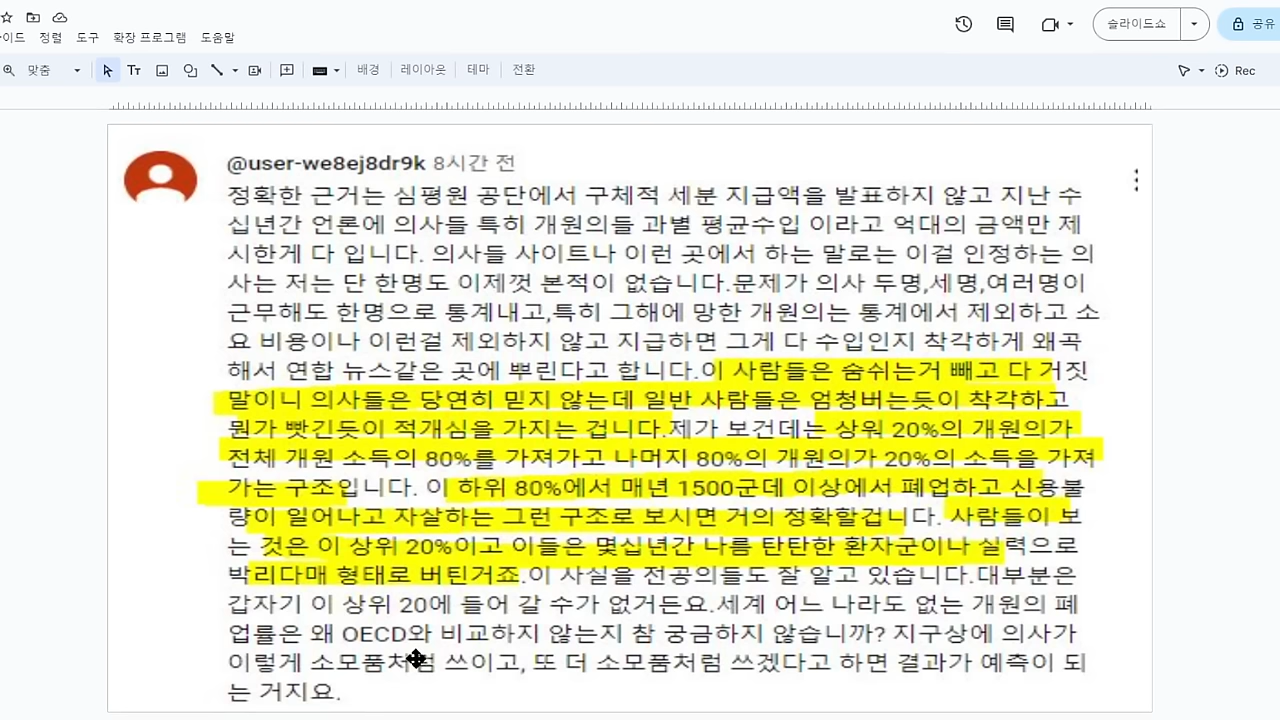 이드 정렬 도구 확장 프로그램 도움말
슬라이드쇼
공유
맞춤
배경 레이아웃 테마 전환
Rec
@user-we8ej8dr9k 8시간 전
정확한 근거는 심평원 공단에서 구체적 세분 지급액을 발표하지 않고 지난 수
십년간 언론에 의사들 특히 개원의들 과별 평균수입 이라고 억대의 금액만 제
시한게 다 입니다. 의사들 사이트나 이런 곳에서 하는 말로는 이걸 인정하는 의
사는 저는 단 한명도 이제껏 본적이 없습니다.문제가 의사 두명,세명,여러명이
근무해도 한명으로 통계내고,특히 그해에 망한 개원의는 통계에서 제외하고 소
요 비용이나 이런걸 제외하지 않고 지급하면 그게 다 수입인지 착각하게 왜곡
해서 연합 뉴스같은 곳에 뿌린다고 합니다.이 사람들은 숨쉬는거 빼고 다 거짓
말이니 의사들은 당연히 믿지 않는데 일반 사람들은 엄청버는듯이 착각하고
뭔가 빳긴듯이 적개심을 가지는 겁니다.제가 보건데는 상위 20%의 개원의가
전체 개원 소득의 80%를 가져가고 나머지 80%의 개원의가 20%의 소득을 가져
가는 구조입니다. 이 하위 80%에서 매년 1500군데 이상에서 폐업하고 신용불
량이 일어나고 자살하는 그런 구조로 보시면 거의 정확할겁니다. 사람들이 보
는 것은 이 상위 20%이고 이들은 몇십년간 나름 탄탄한 환자군이나 실력으로
박리다매 형태로 버틴거죠.이 사실을 전공의들도 잘 알고 있습니다.대부분은
갑자기 이 상위 20에 들어 갈 수가 없거든요.세계 어느 나라도 없는 개원의 폐
업률은 왜 OECD와 비교하지 않는지 참 궁금하지 않습니까? 지구상에 의사가
이렇게 소모품처럼 쓰이고, 또 더 소모품처럼 쓰겠다고 하면 결과가 예측이 되
는 거지요.